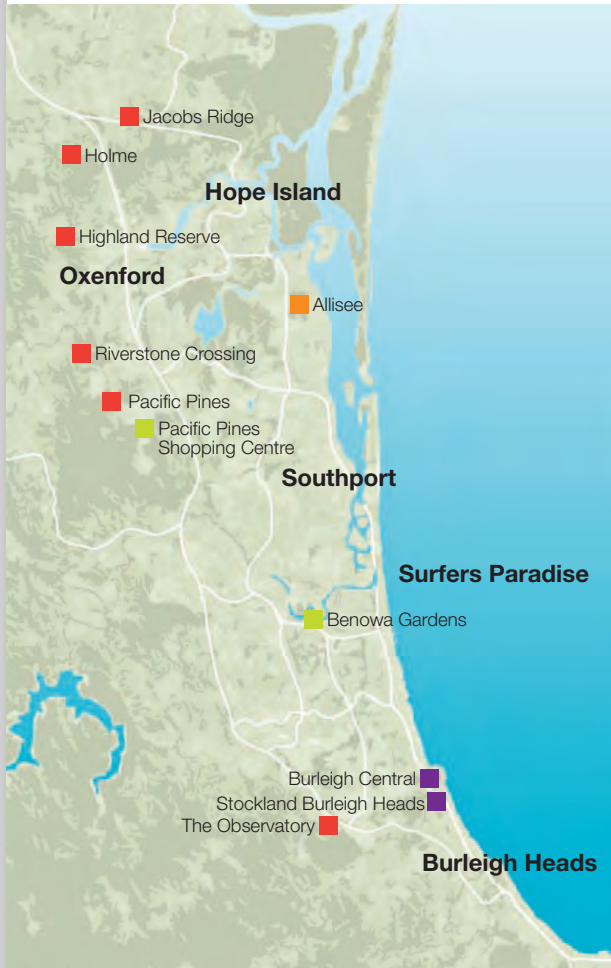 Jacobs Ridge
Holme
Hope Island
Highland Reserve
Oxenford
Allisee
Riverstone Crossing
Pacific Pines
Pacific Pines
Shopping Centre
Southport
Surfers Paradise
Benowa Gardens
Burleigh Central
Stockland Burleigh Heads
The Observatory
Burleigh Heads